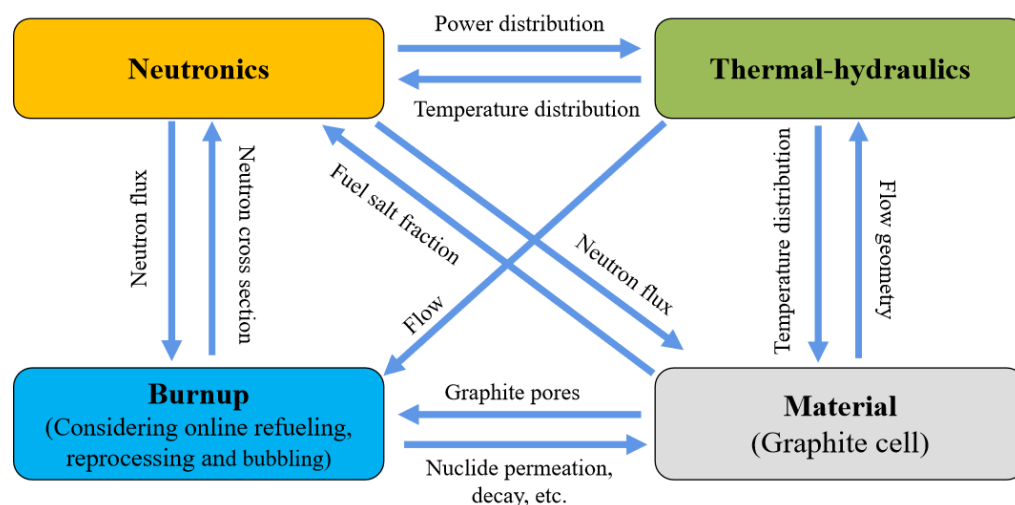 Power distribution
Neutronics
Thermal-hydraulics
Temperature distribution
Neutron flux
Neutron cross section
Fuel salt fraction
Neutron flux
Flow
Temperature distribution
Flow geometry
Burnup
(Considering online refueling,
reprocessing and bubbling)
Graphite pores
Nuclide permeation,
decay, etc.
Material
(Graphite cell)